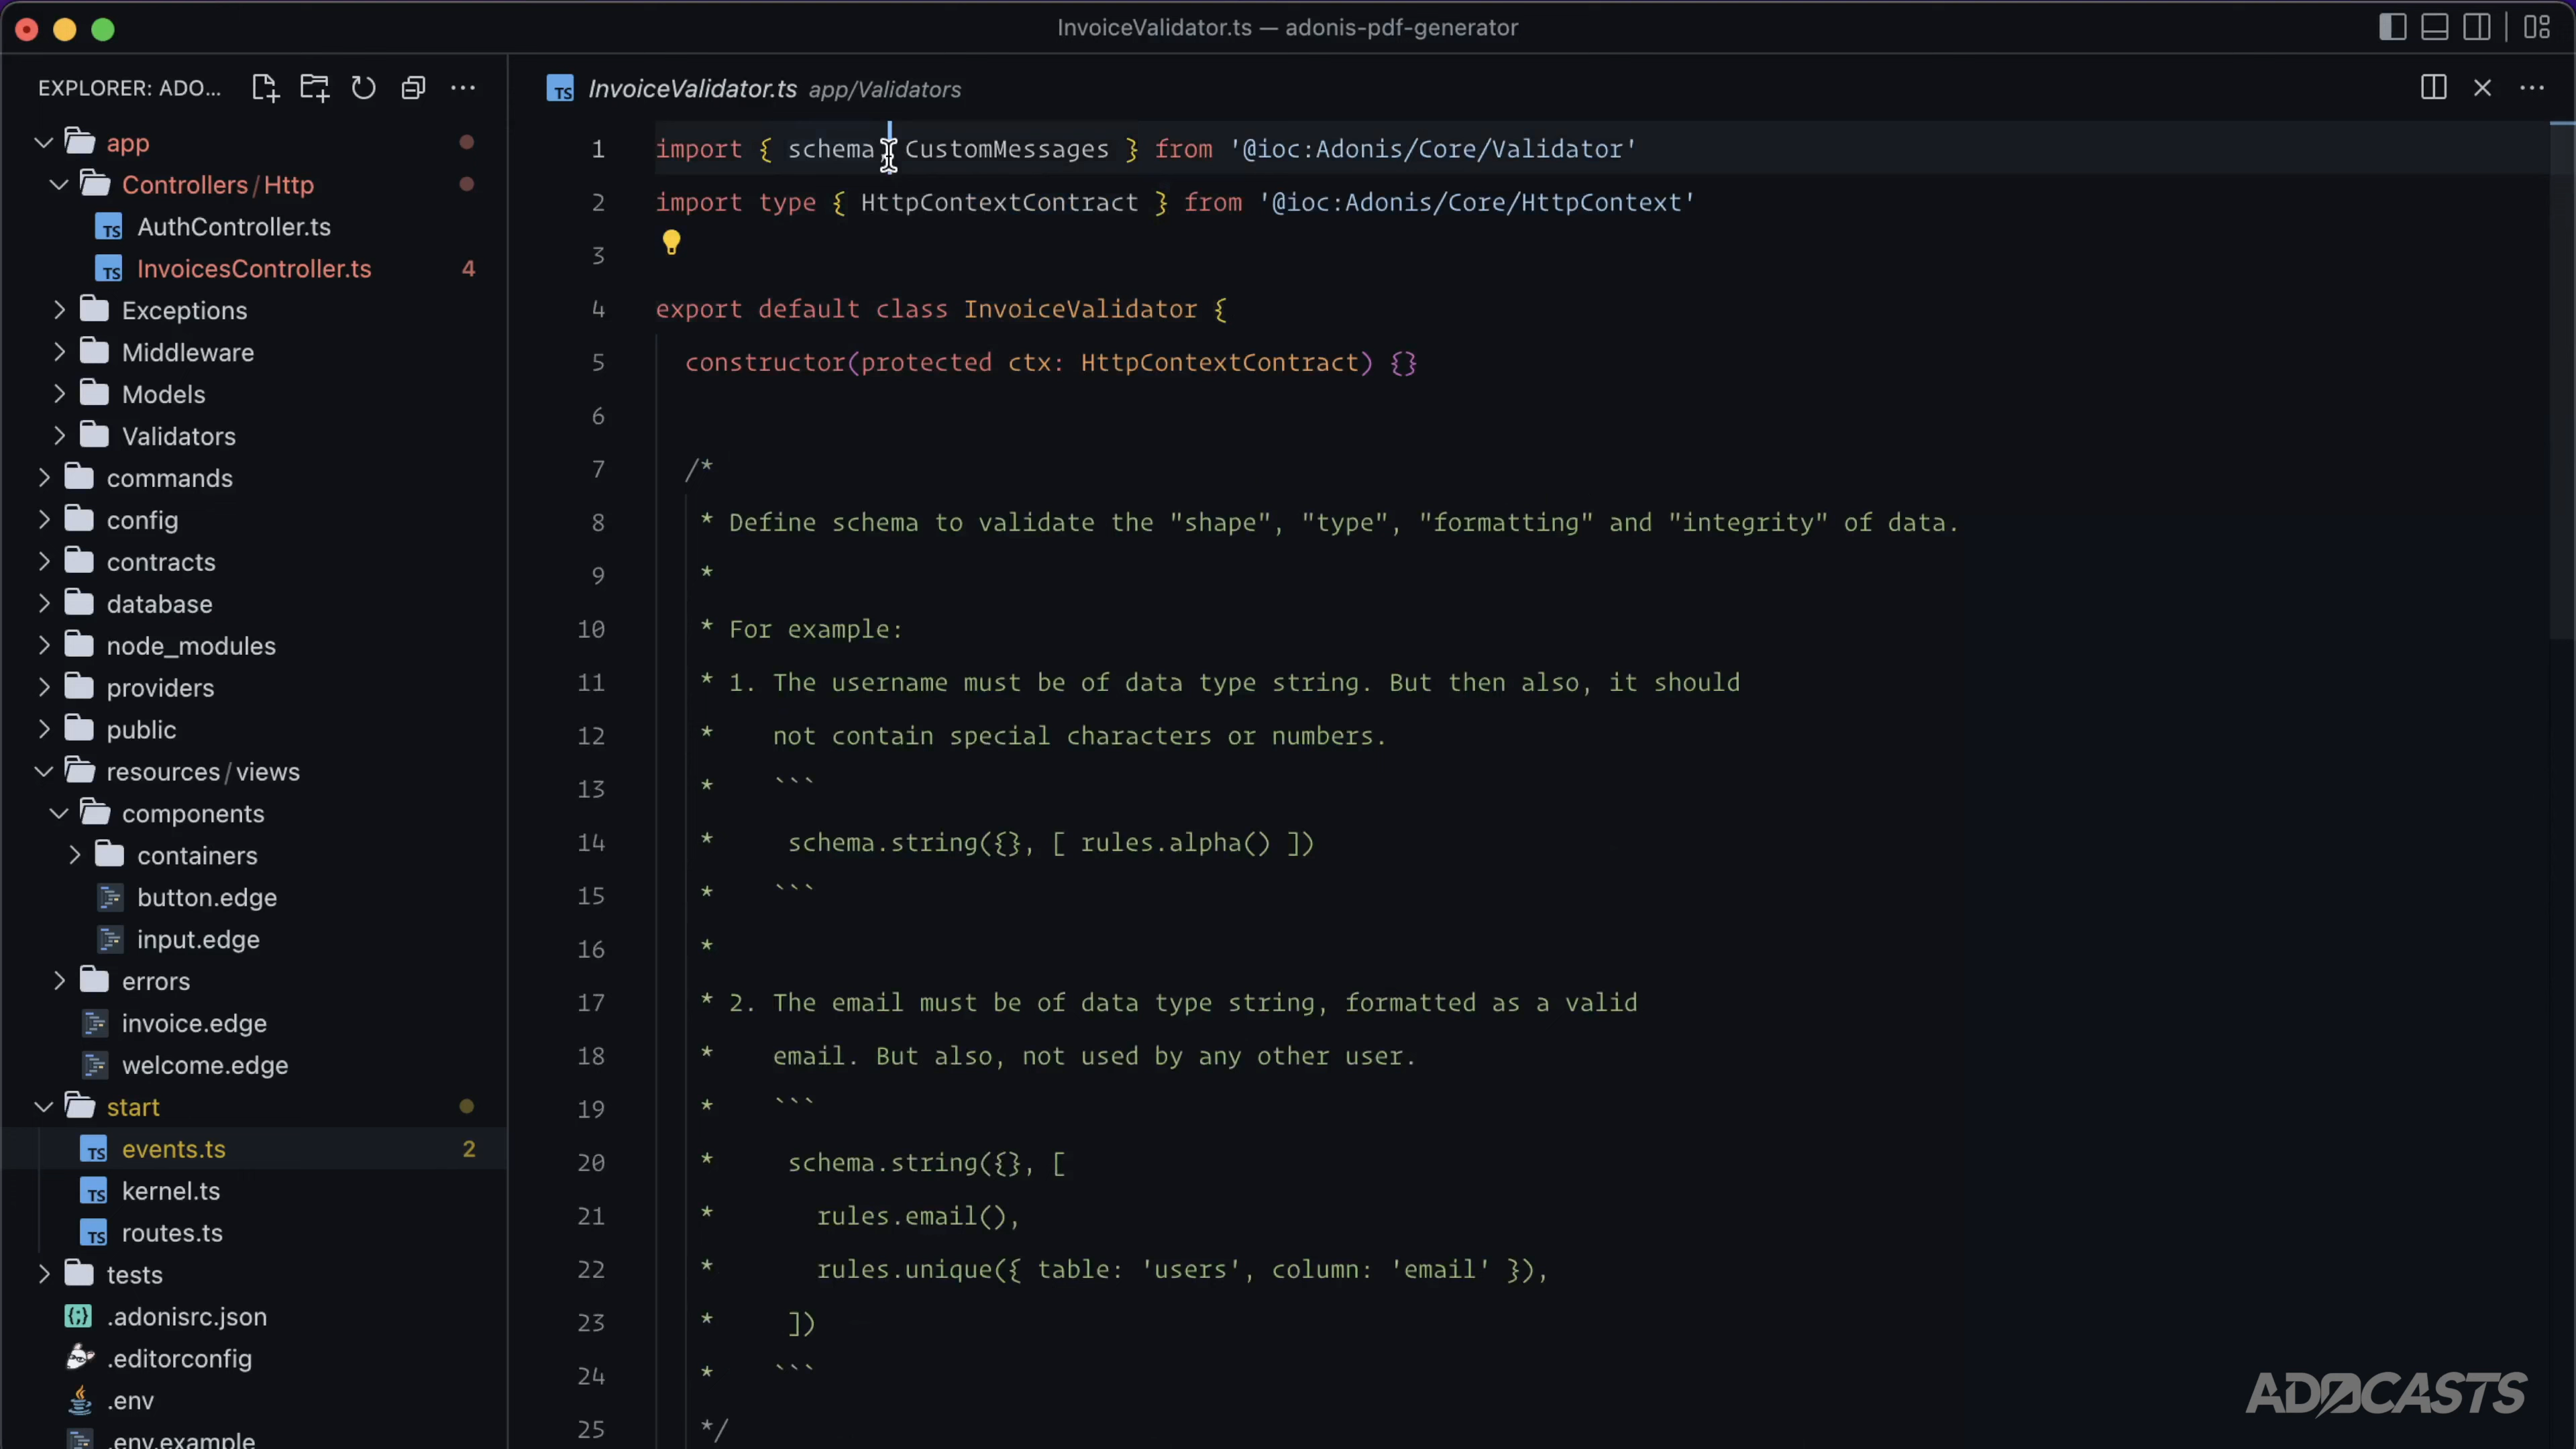 InvoiceValidator.ts — adonis-pdf-generator
EXPLORER: ADO...
InvoiceValidator.ts app/Validators
app
Controllers/Http
AuthController.ts
InvoicesController.ts 4
Exceptions
Middleware
Models
Validators
commands
config
contracts
database
node_modules
providers
public
resources/views
components
containers
button.edge
input.edge
errors
invoice.edge
welcome.edge
start
events.ts 2
kernel.ts
routes.ts
tests
.adonisrc.json
.editorconfig
.env
.env.example
1 import { schema, CustomMessages } from '@ioc:Adonis/Core/Validator'
2 import type { HttpContextContract } from '@ioc:Adonis/Core/HttpContext'
3
4 export default class InvoiceValidator {
5 constructor(protected ctx: HttpContextContract) {}
6
7 /*
8 * Define schema to validate the "shape", "type", "formatting" and "integrity" of data.
9 *
10 * For example:
11 * 1. The username must be of data type string. But then also, it should
12 * not contain special characters or numbers.
13 * ```
14 * schema.string({}, [ rules.alpha() ])
15 * ```
16 *
17 * 2. The email must be of data type string, formatted as a valid
18 * email. But also, not used by any other user.
19 * ```
20 * schema.string({}, [
21 * rules.email(),
22 * rules.unique({ table: 'users', column: 'email' }),
23 * ])
24 * ```
25 */
ADOCASTS